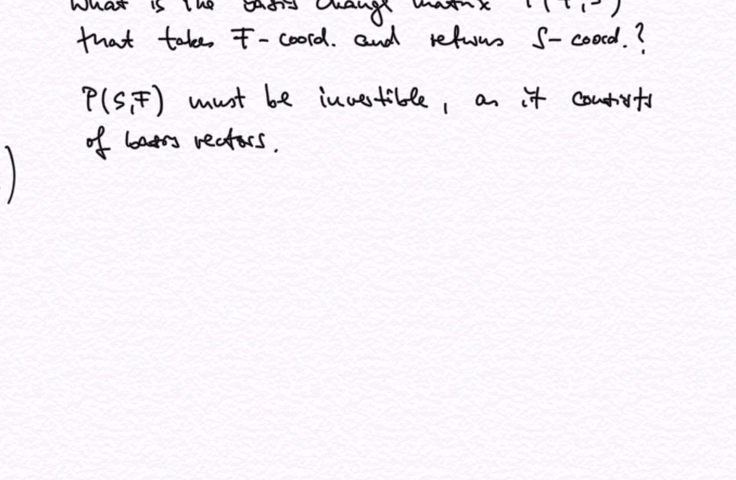 What is the basis change matrix P(F,S)
that takes F-coord. and returns S-coord.?
P(S,F) must be invertible, as it consists
of basis vectors.
)